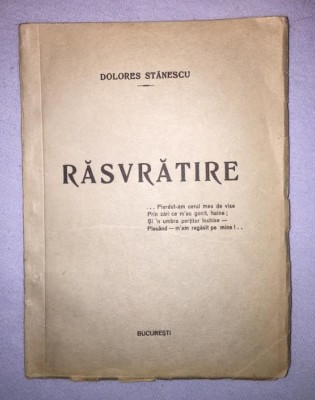 DOLORES STĂNESCU
RĂSVRĂTIRE
... Pierdut-am cerul meu de vise
Prin zări ce m'au gonit, haine;
Și 'n umbra porților închise —
Plecând — m'am regăsit pe mine!..
BUCUREȘTI